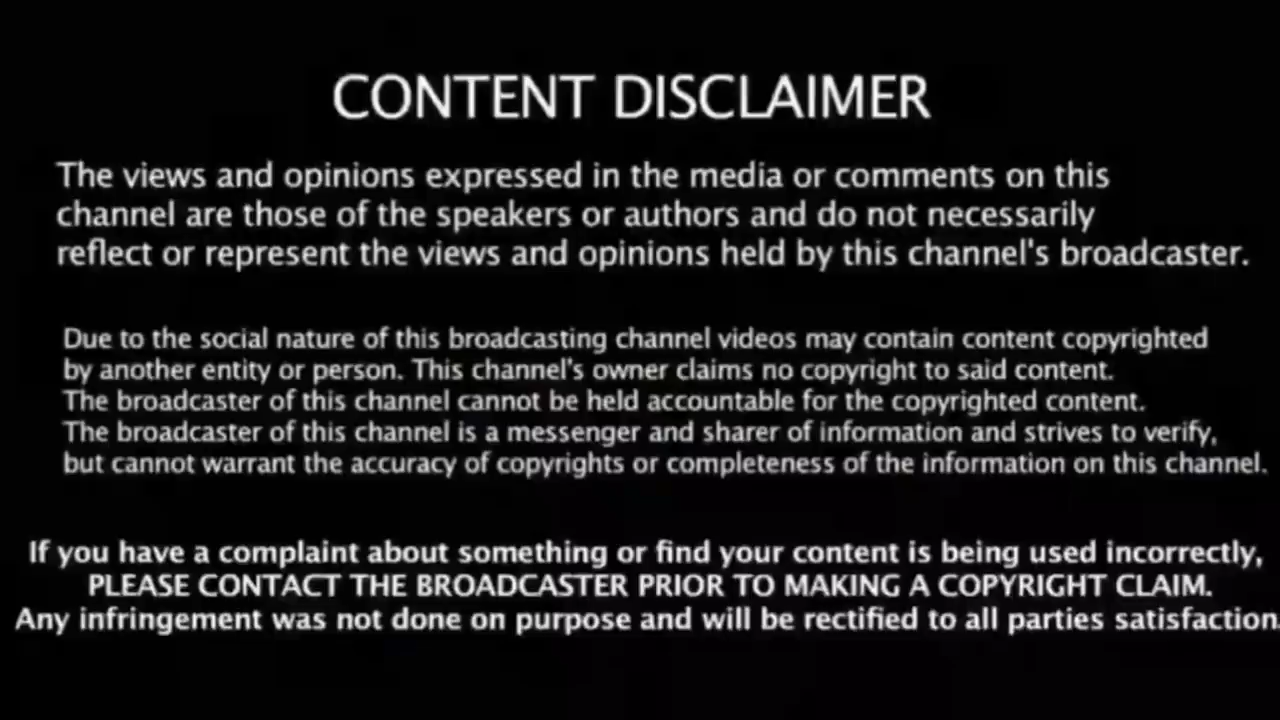 CONTENT DISCLAIMER
The views and opinions expressed in the media or comments on this
channel are those of the speakers or authors and do not necessarily
reflect or represent the views and opinions held by this channel's broadcaster.
Due to the social nature of this broadcasting channel videos may contain content copyrighted
by another entity or person. This channel's owner claims no copyright to said content.
The broadcaster of this channel cannot be held accountable for the copyrighted content.
The broadcaster of this channel is a messenger and sharer of information and strives to verify,
but cannot warrant the accuracy of copyrights or completeness of the information on this channel.
If you have a complaint about something or find your content is being used incorrectly,
PLEASE CONTACT THE BROADCASTER PRIOR TO MAKING A COPYRIGHT CLAIM.
Any infringement was not done on purpose and will be rectified to all parties satisfaction.